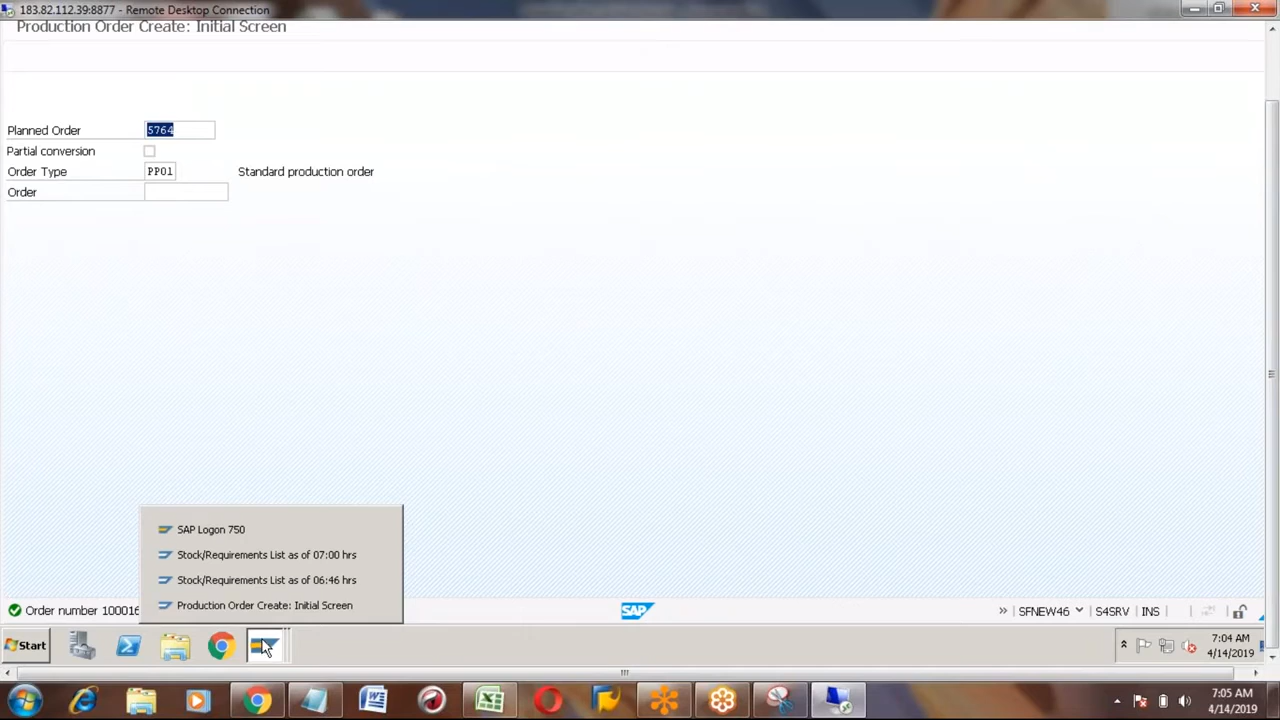 183.82.112.39:8877 - Remote Desktop Connection
Production Order Create: Initial Screen
Planned Order 5764
Partial conversion
Order Type PP01 Standard production order
Order
SAP Logon 750
Stock/Requirements List as of 07:00 hrs
Stock/Requirements List as of 06:46 hrs
Production Order Create: Initial Screen
Order number 100016
SAP
SFNEW46 S4SRV INS
Start
7:04 AM
4/14/2019
7:05 AM
4/14/2019